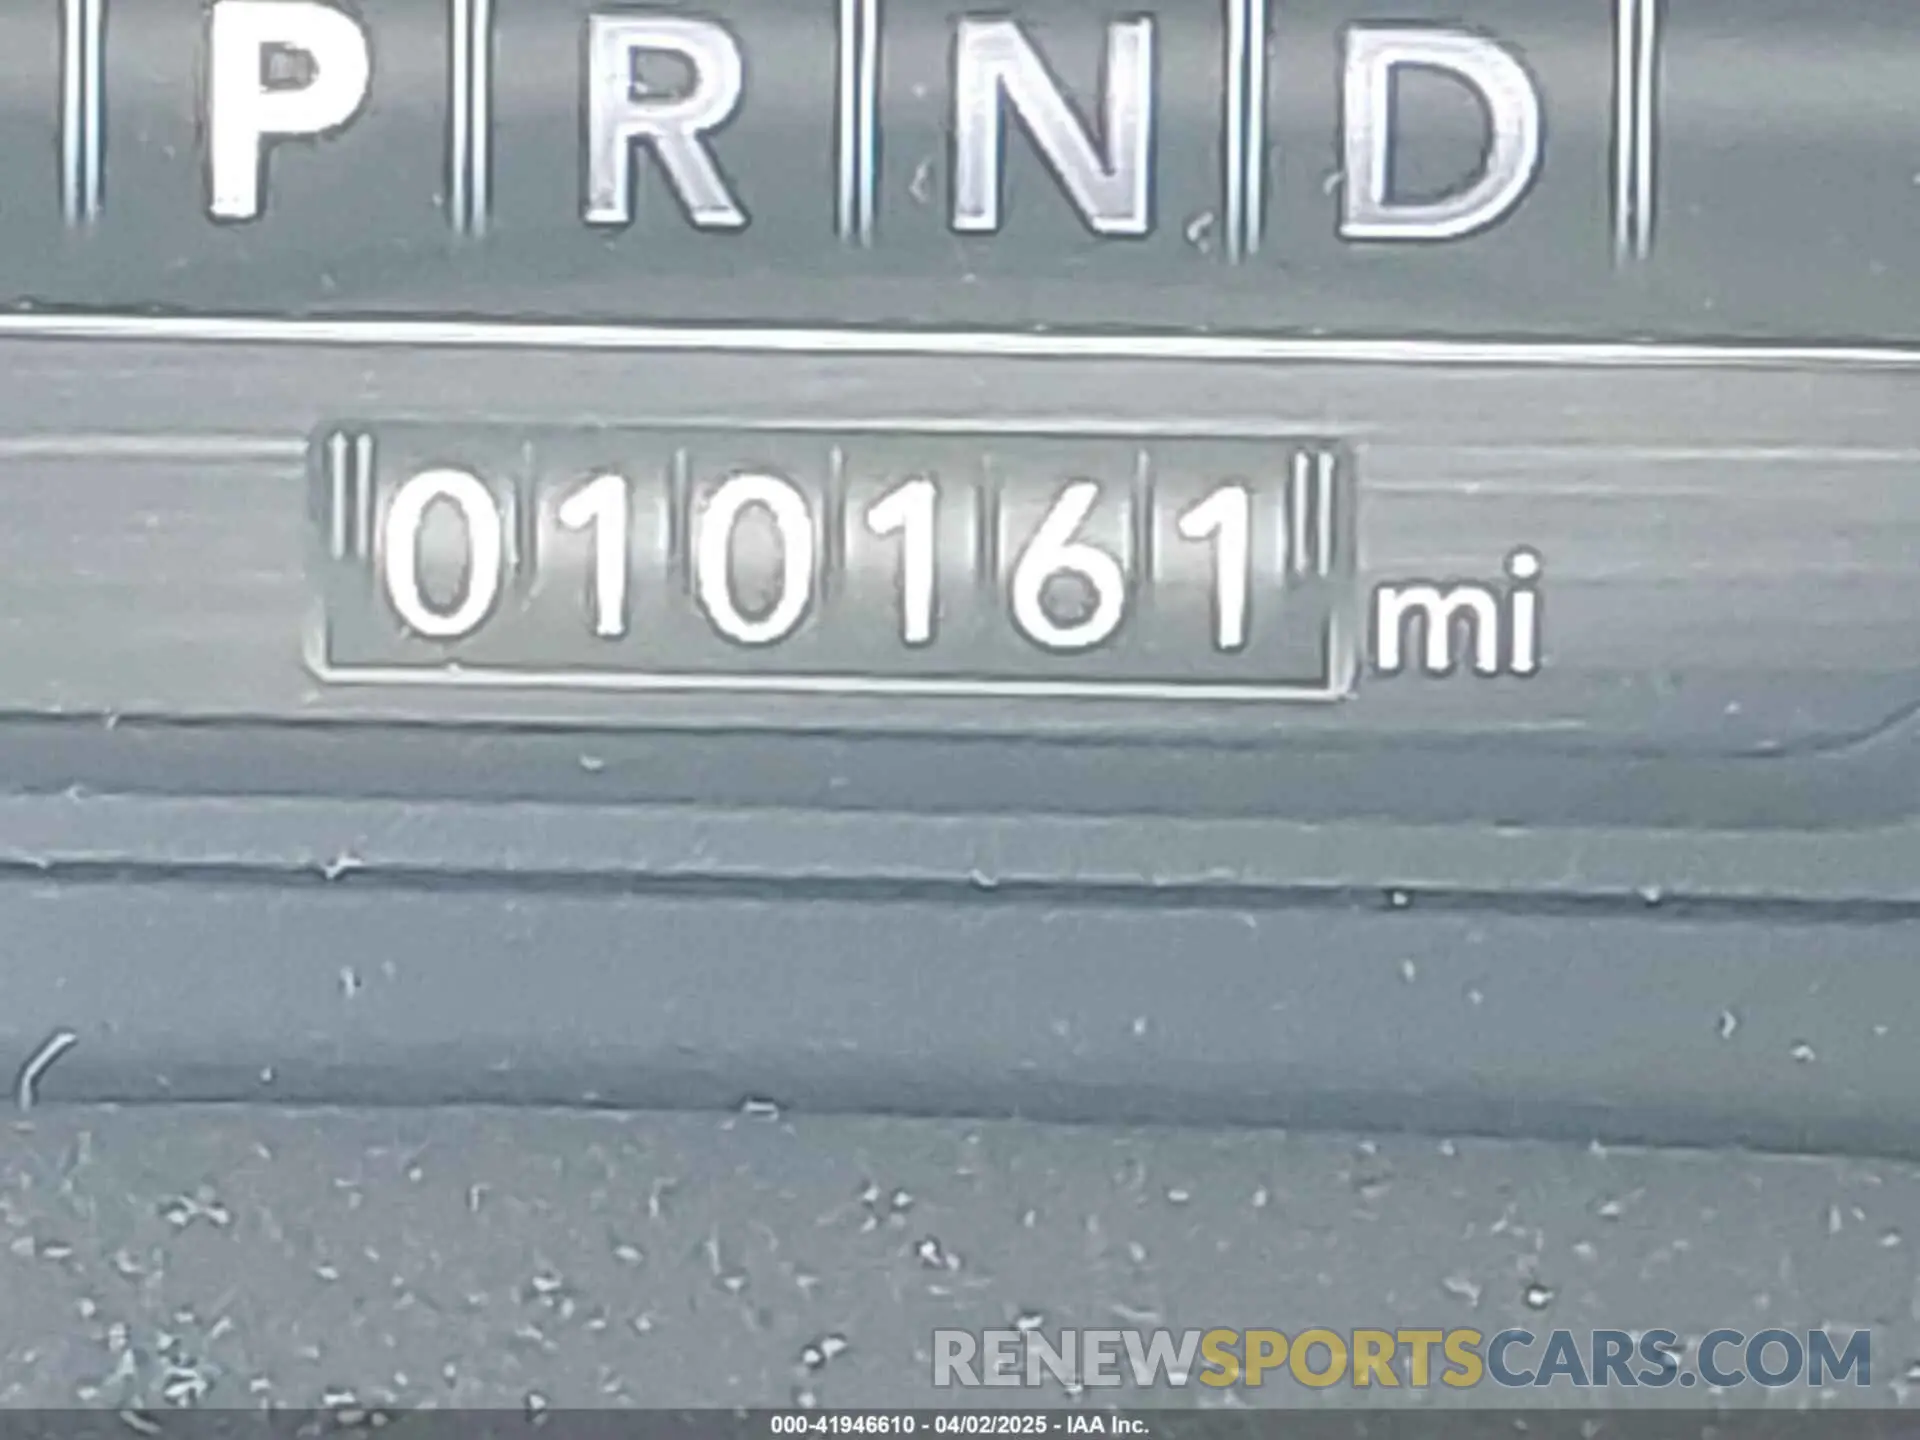 P R N D
010161 mi
RENEWSPORTSCARS.COM
000-41946610 - 04/02/2025 - IAA Inc.